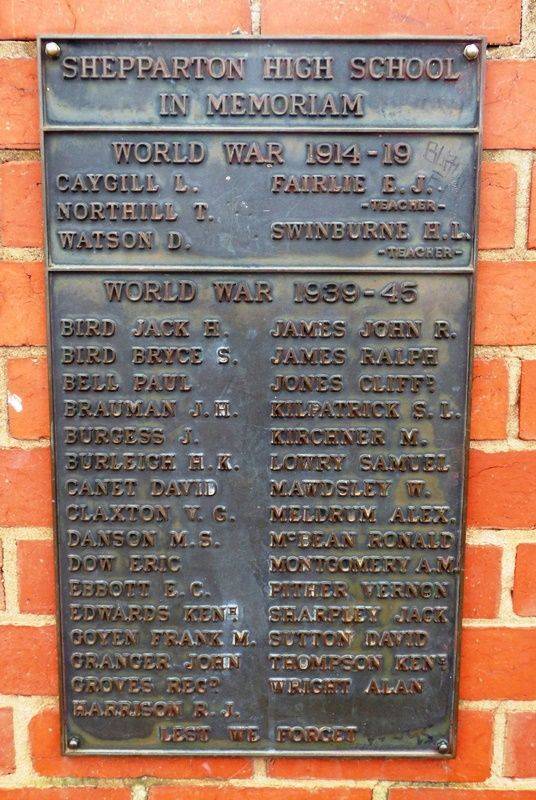 SHEPPARTON HIGH SCHOOL
IN MEMORIAM
WORLD WAR 1914-19
CAYGILL L.
NORTHILL T.
WATSON D.
FAIRLIE E.J.
-TEACHER-
SWINBURNE H.L.
-TEACHER-
WORLD WAR 1939-45
BIRD JACK H.
BIRD BRYCE S.
BELL PAUL
BRAUMAN J.H.
BURGESS J.
BURLEIGH H.K.
CANET DAVID
CLAXTON V.G.
DANSON M.S.
DOW ERIC
EBBOTT E.C.
EDWARDS KENᴴ
GOYEN FRANK M.
GRANGER JOHN
GROVES REGᴰ
HARRISON R.J.
JAMES JOHN R.
JAMES RALPH
JONES CLIFFᴰ
KILPATRICK S.L.
KIRCHNER M.
LOWRY SAMUEL
MAWDSLEY W.
MELDRUM ALEX.
MᶜBEAN RONALD
MONTGOMERY A.M.
PITHER VERNON
SHARPLEY JACK
SUTTON DAVID
THOMPSON KENᴴ
WRIGHT ALAN
LEST WE FORGET